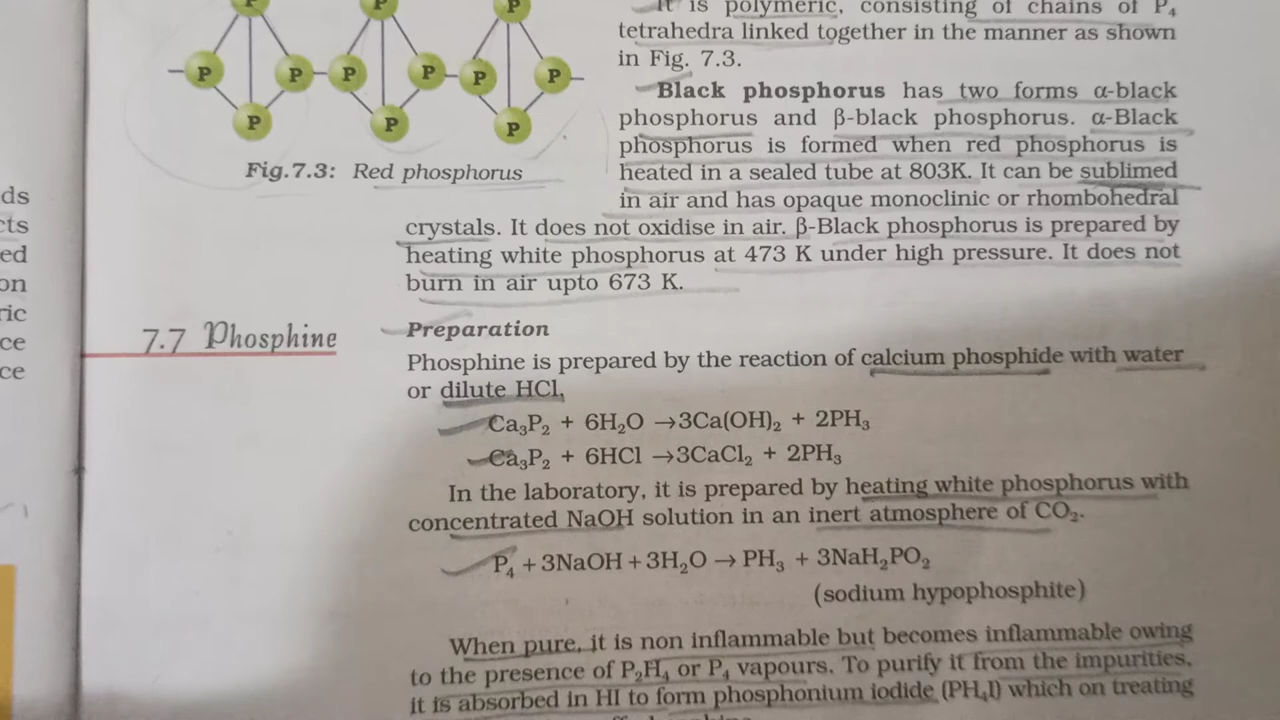 It is polymeric, consisting of chains of P₄
tetrahedra linked together in the manner as shown
in Fig. 7.3.
P P P
P P P P P P
P P P
Fig.7.3: Red phosphorus
Black phosphorus has two forms α-black
phosphorus and β-black phosphorus. α-Black
phosphorus is formed when red phosphorus is
heated in a sealed tube at 803K. It can be sublimed
in air and has opaque monoclinic or rhombohedral
crystals. It does not oxidise in air. β-Black phosphorus is prepared by
heating white phosphorus at 473 K under high pressure. It does not
burn in air upto 673 K.
ds
cts
ed
on
ric
ce
ce
7.7 Phosphine
Preparation
Phosphine is prepared by the reaction of calcium phosphide with water
or dilute HCl.
Ca₃P₂ + 6H₂O →3Ca(OH)₂ + 2PH₃
Ca₃P₂ + 6HCl →3CaCl₂ + 2PH₃
In the laboratory, it is prepared by heating white phosphorus with
concentrated NaOH solution in an inert atmosphere of CO₂.
P₄ + 3NaOH + 3H₂O → PH₃ + 3NaH₂PO₂
(sodium hypophosphite)
When pure, it is non inflammable but becomes inflammable owing
to the presence of P₂H₄ or P₄ vapours. To purify it from the impurities,
it is absorbed in HI to form phosphonium iodide (PH₄I) which on treating